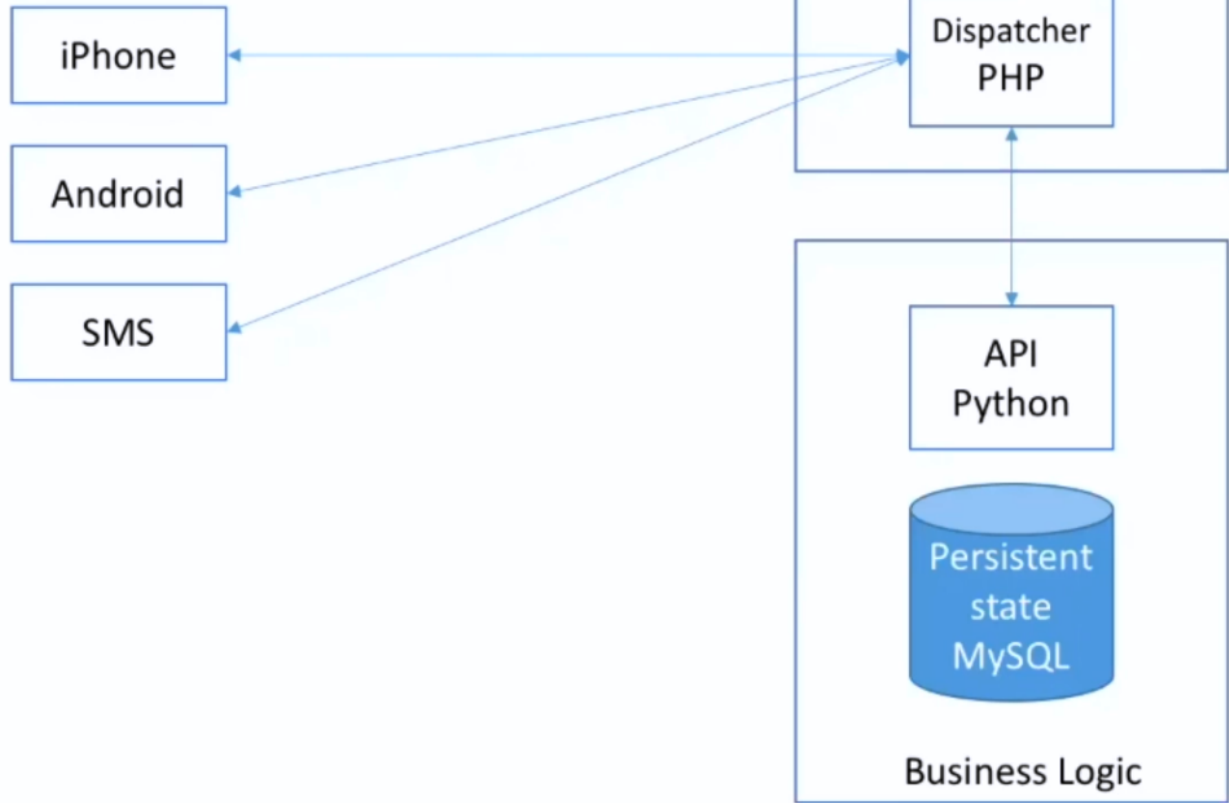 iPhone
Android
SMS
Dispatcher
PHP
API
Python
Persistent
state
MySQL
Business Logic